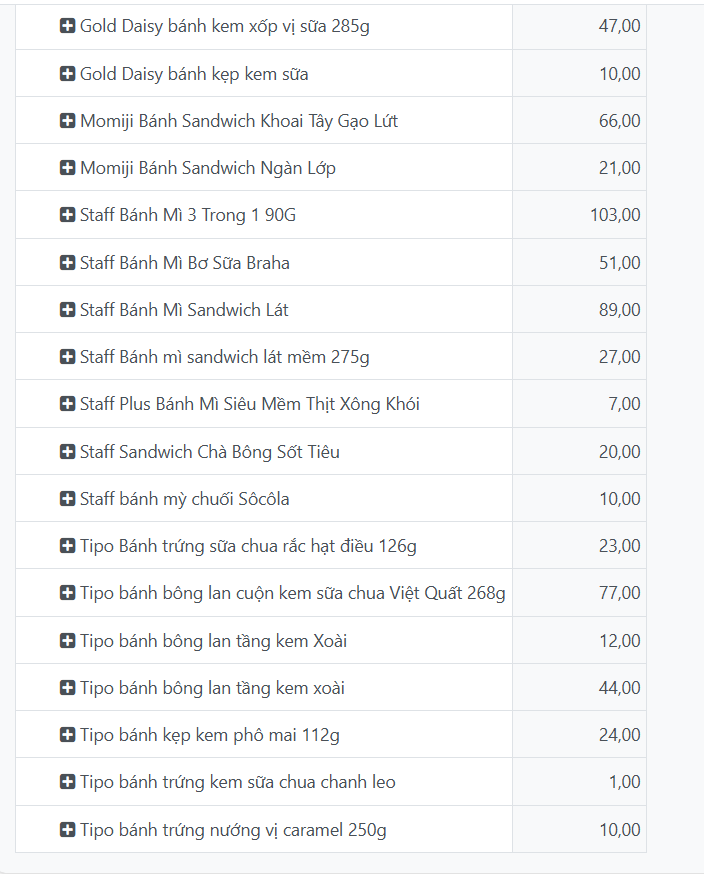 Gold Daisy bánh kem xốp vị sữa 285g 47,00
Gold Daisy bánh kẹp kem sữa 10,00
Momiji Bánh Sandwich Khoai Tây Gạo Lứt 66,00
Momiji Bánh Sandwich Ngàn Lớp 21,00
Staff Bánh Mì 3 Trong 1 90G 103,00
Staff Bánh Mì Bơ Sữa Braha 51,00
Staff Bánh Mì Sandwich Lát 89,00
Staff Bánh mì sandwich lát mềm 275g 27,00
Staff Plus Bánh Mì Siêu Mềm Thịt Xông Khói 7,00
Staff Sandwich Chà Bông Sốt Tiêu 20,00
Staff bánh mỳ chuối Sôcôla 10,00
Tipo Bánh trứng sữa chua rắc hạt điều 126g 23,00
Tipo bánh bông lan cuộn kem sữa chua Việt Quất 268g 77,00
Tipo bánh bông lan tầng kem Xoài 12,00
Tipo bánh bông lan tầng kem xoài 44,00
Tipo bánh kẹp kem phô mai 112g 24,00
Tipo bánh trứng kem sữa chua chanh leo 1,00
Tipo bánh trứng nướng vị caramel 250g 10,00